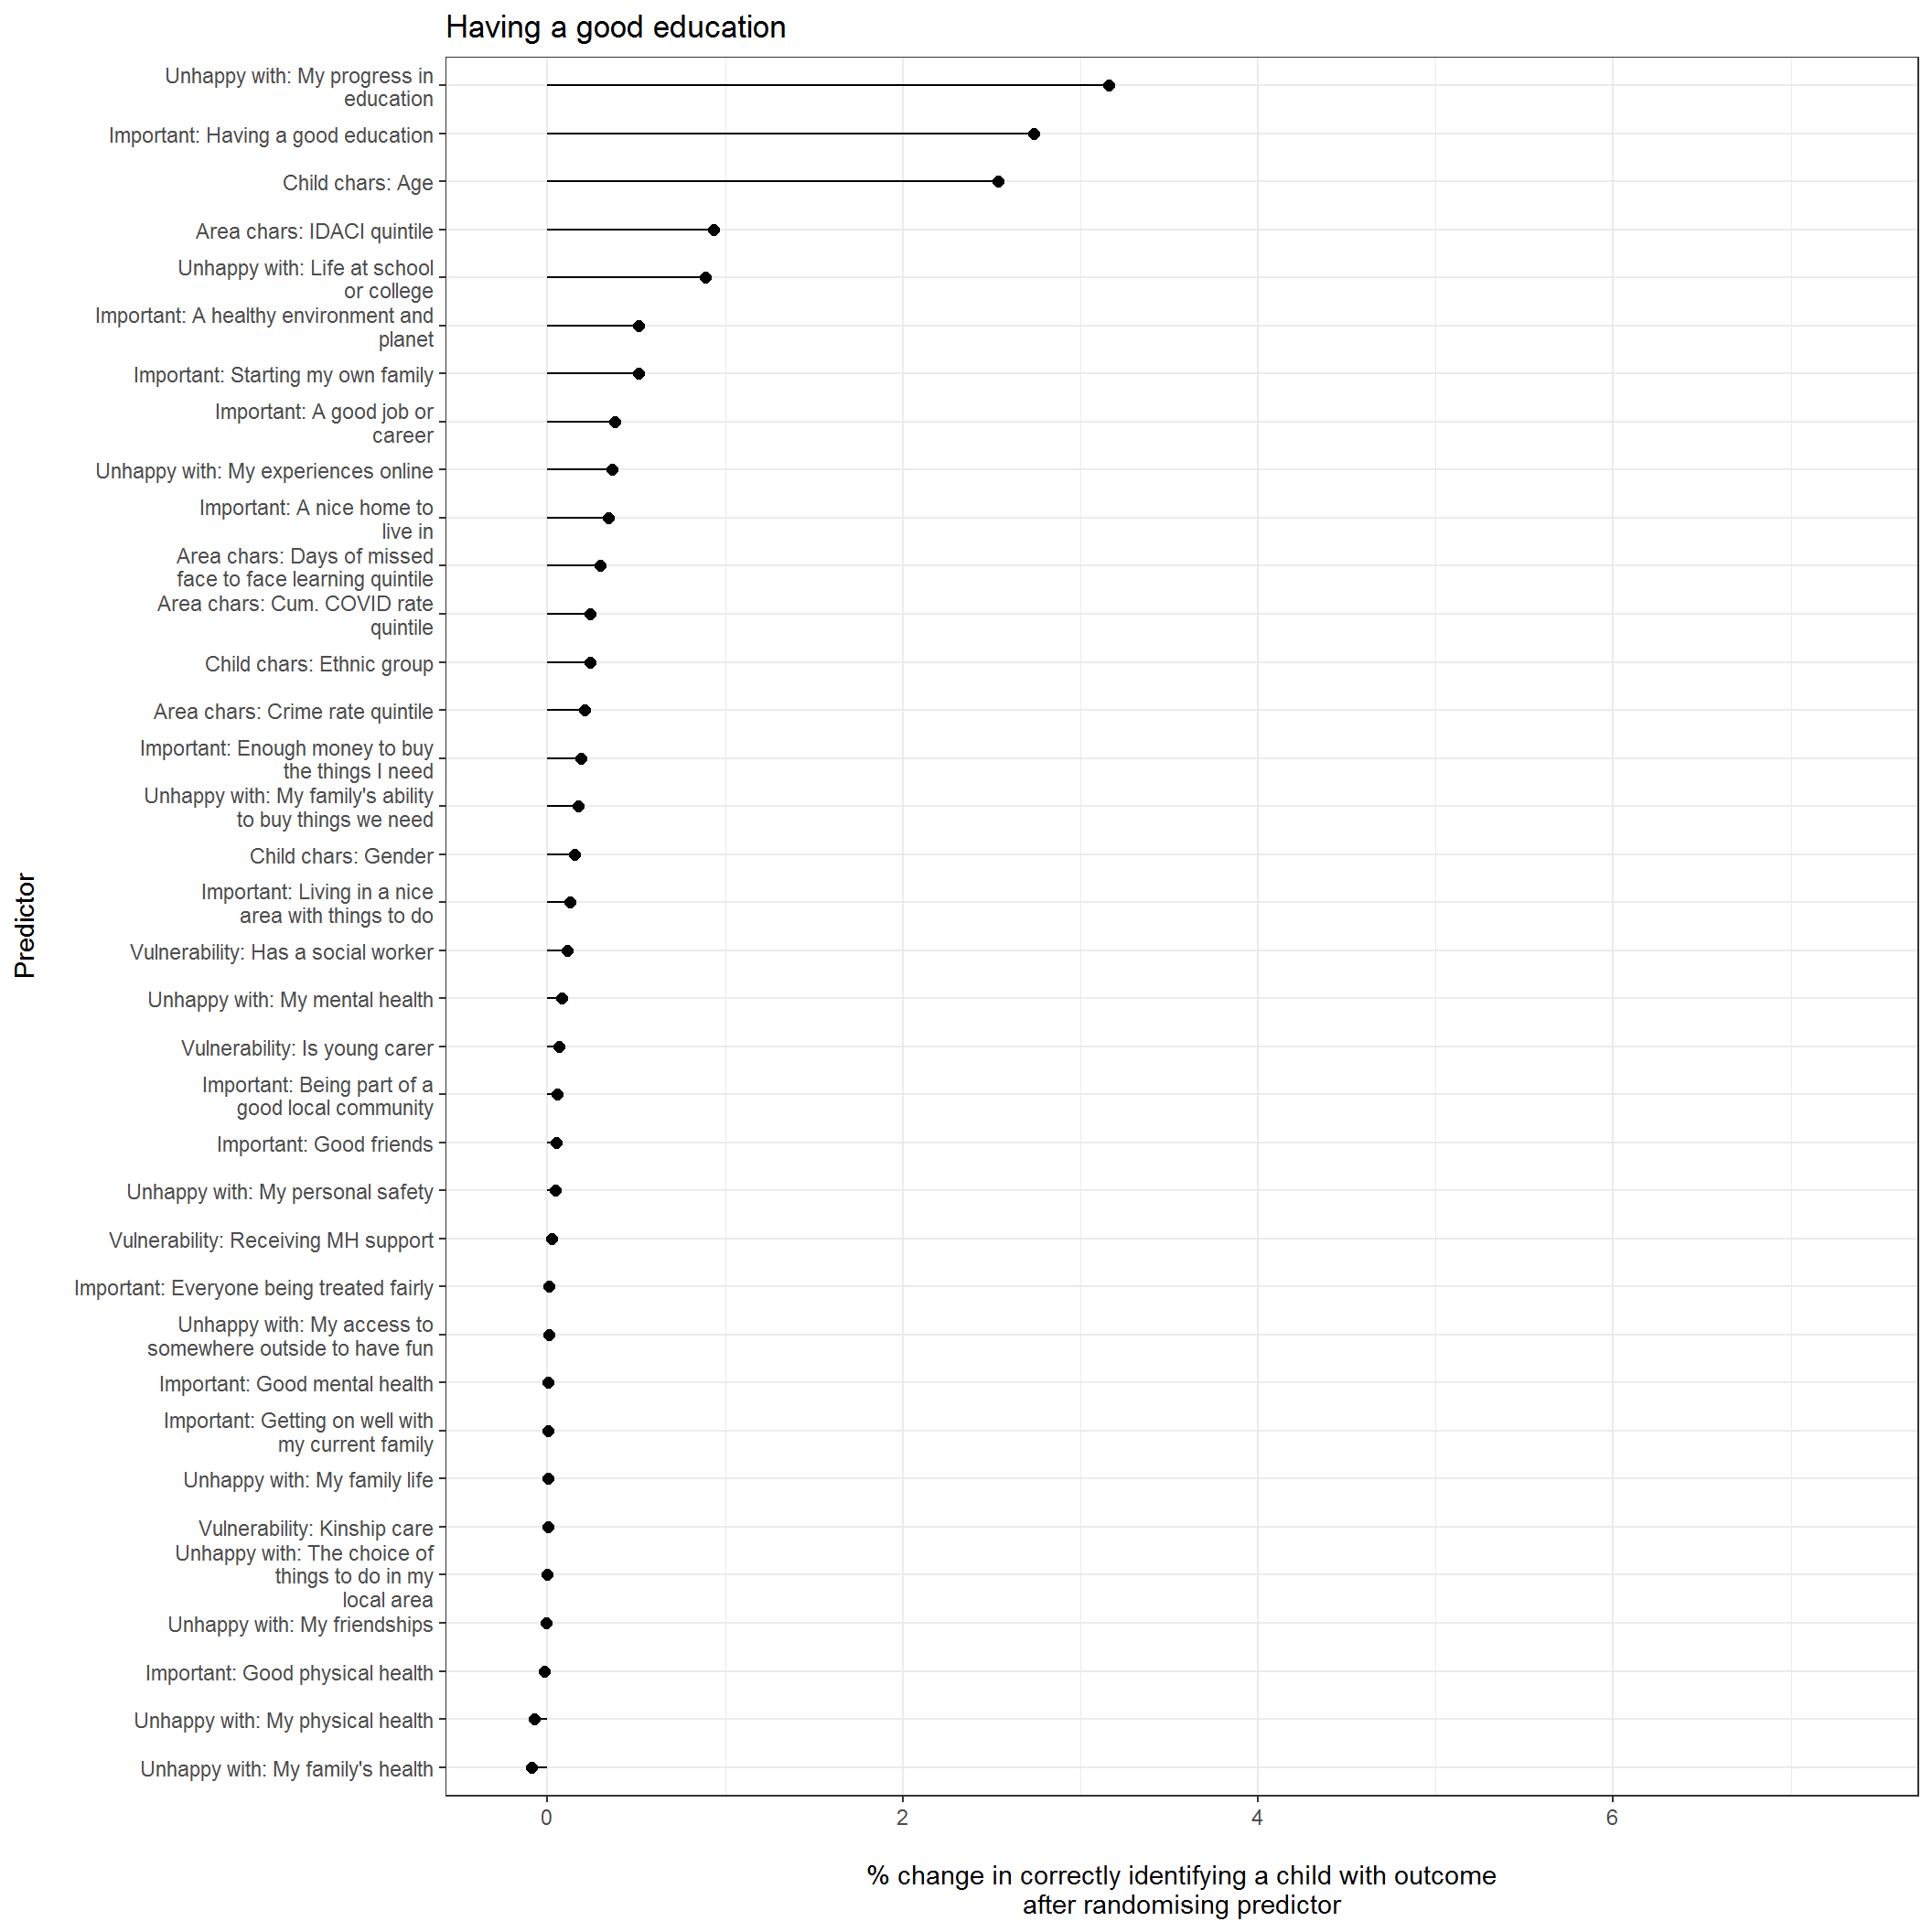 Having a good education
Unhappy with: My progress in
education
Important: Having a good education
Child chars: Age
Area chars: IDACI quintile
Unhappy with: Life at school
or college
Important: A healthy environment and
planet
Important: Starting my own family
Important: A good job or
career
Unhappy with: My experiences online
Important: A nice home to
live in
Area chars: Days of missed
face to face learning quintile
Area chars: Cum. COVID rate
quintile
Child chars: Ethnic group
Area chars: Crime rate quintile
Important: Enough money to buy
the things I need
Unhappy with: My family's ability
to buy things we need
Child chars: Gender
Important: Living in a nice
area with things to do
Vulnerability: Has a social worker
Unhappy with: My mental health
Vulnerability: Is young carer
Important: Being part of a
good local community
Important: Good friends
Unhappy with: My personal safety
Vulnerability: Receiving MH support
Important: Everyone being treated fairly
Unhappy with: My access to
somewhere outside to have fun
Important: Good mental health
Important: Getting on well with
my current family
Unhappy with: My family life
Vulnerability: Kinship care
Unhappy with: The choice of
things to do in my
local area
Unhappy with: My friendships
Important: Good physical health
Unhappy with: My physical health
Unhappy with: My family's health
Predictor
0 2 4 6
% change in correctly identifying a child with outcome
after randomising predictor